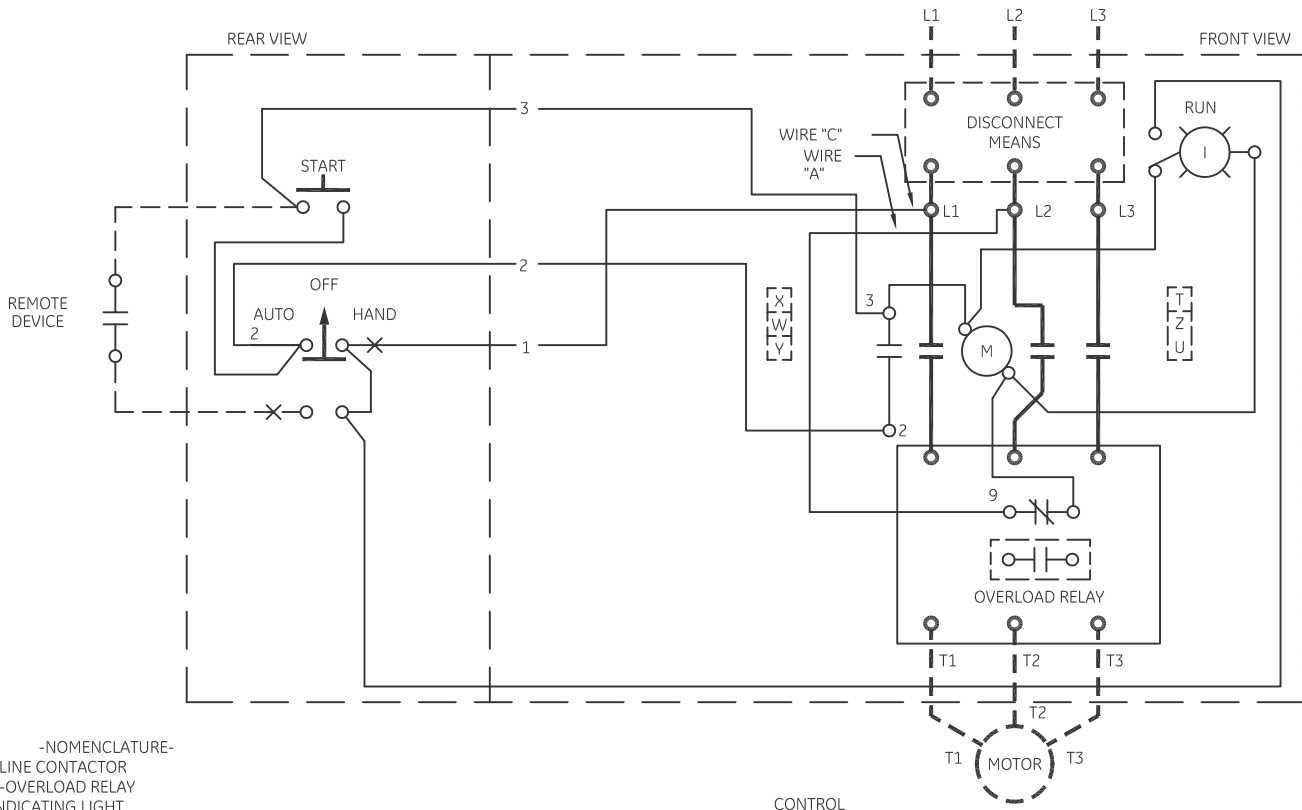 L1 L2 L3
REAR VIEW
FRONT VIEW
3
RUN
DISCONNECT
MEANS
I
WIRE "C"
WIRE
"A"
START
L1 L2 L3
2
OFF
REMOTE
DEVICE
AUTO
2
HAND
1
X
W
Y
3
M
T
Z
U
2
9
OVERLOAD RELAY
T1 T2 T3
T2
T1 MOTOR T3
-NOMENCLATURE-
LINE CONTACTOR
-OVERLOAD RELAY
INDICATING LIGHT
CONTROL